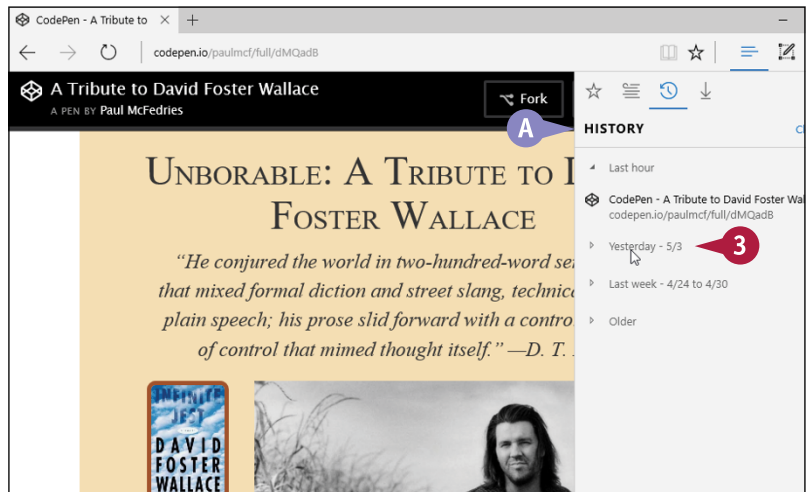 CodePen - A Tribute to
codepen.io/paulmcf/full/dMQadB
A Tribute to David Foster Wallace
A PEN BY Paul McFedries
Fork
A
HISTORY
Last hour
CodePen - A Tribute to David Foster Wal
codepen.io/paulmcf/full/dMQadB
Yesterday - 5/3
3
Last week - 4/24 to 4/30
Older
UNBORABLE: A TRIBUTE TO
FOSTER WALLACE
“He conjured the world in two-hundred-word
that mixed formal diction and street slang,
plain speech; his prose slid forward with a
of control that mimed thought itself.” —D. T.
INFINITE
JEST
DAVID
FOSTER
WALLACE